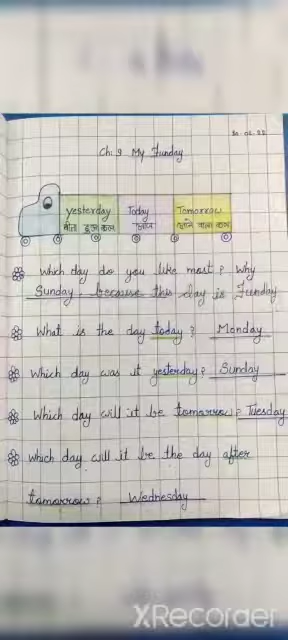 30.06.22
Ch: 9 My Funday
yesterday Today Tomorrow
बीता हुआ कल आज आने वाला कल
Which day do you like most? Why
Sunday because this day is Funday
What is the day today? Monday
Which day was it yesterday? Sunday
Which day will it be tomorrow? Tuesday
Which day will it be the day after
tomorrow? Wednesday
XRecorder